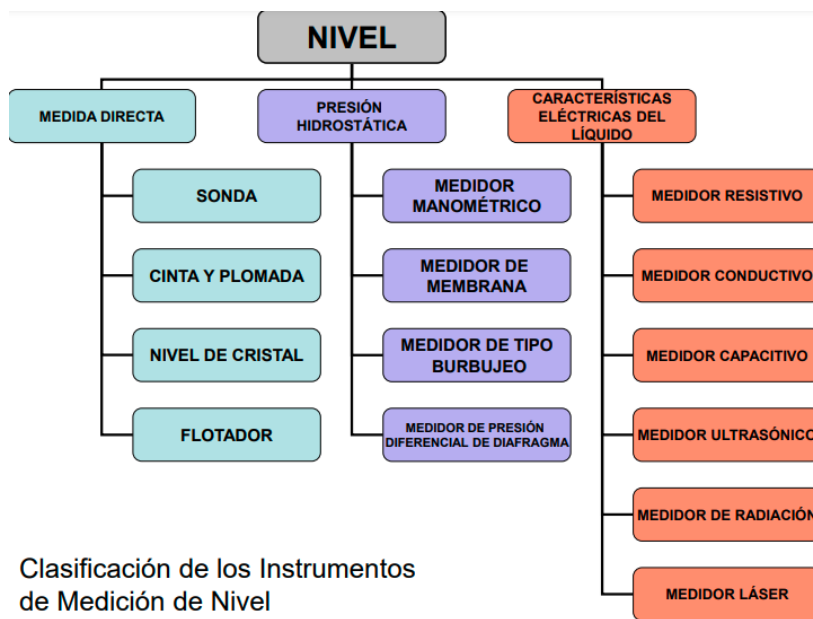 NIVEL
MEDIDA DIRECTA
SONDA
CINTA Y PLOMADA
NIVEL DE CRISTAL
FLOTADOR
PRESIÓN
HIDROSTÁTICA
MEDIDOR
MANOMÉTRICO
MEDIDOR DE
MEMBRANA
MEDIDOR DE TIPO
BURBUJEO
MEDIDOR DE PRESIÓN
DIFERENCIAL DE DIAFRAGMA
CARACTERÍSTICAS
ELÉCTRICAS DEL
LÍQUIDO
MEDIDOR RESISTIVO
MEDIDOR CONDUCTIVO
MEDIDOR CAPACITIVO
MEDIDOR ULTRASÓNICO
MEDIDOR DE RADIACIÓN
MEDIDOR LÁSER
Clasificación de los Instrumentos
de Medición de Nivel